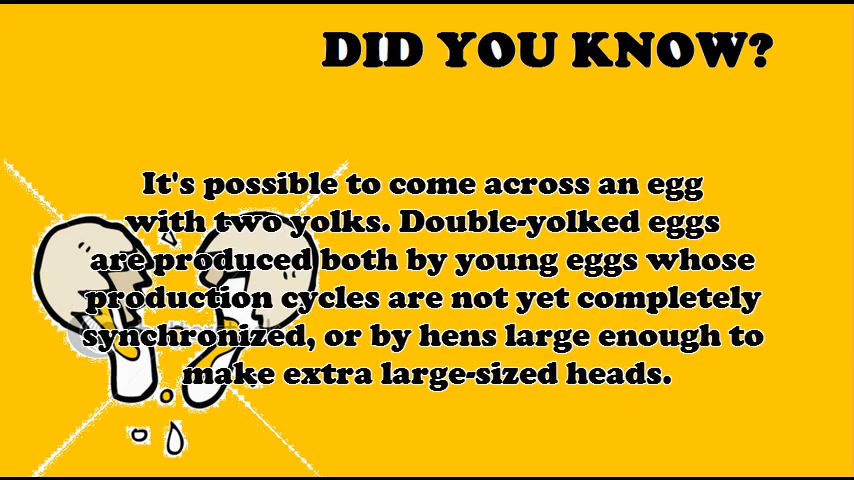 DID YOU KNOW?
It's possible to come across an egg
with two yolks. Double-yolked eggs
are produced both by young eggs whose
production cycles are not yet completely
synchronized, or by hens large enough to
make extra large-sized heads.